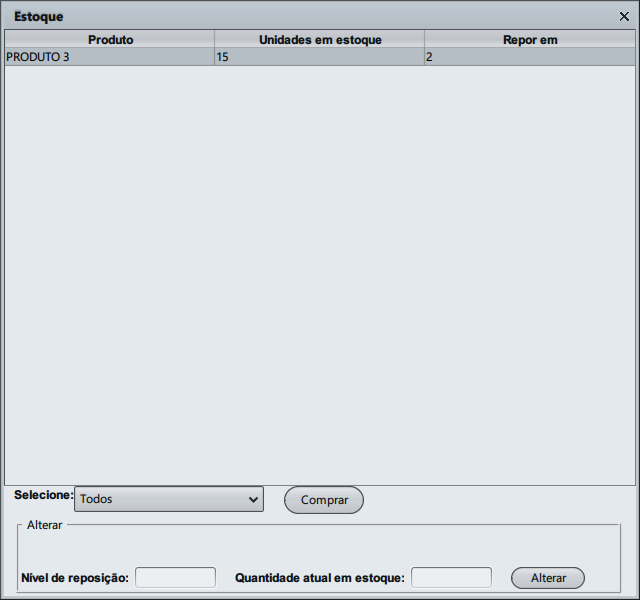 Estoque
Produto Unidades em estoque Repor em
PRODUTO 3 15 2
Selecione: Todos Comprar
Alterar
Nível de reposição: Quantidade atual em estoque: Alterar